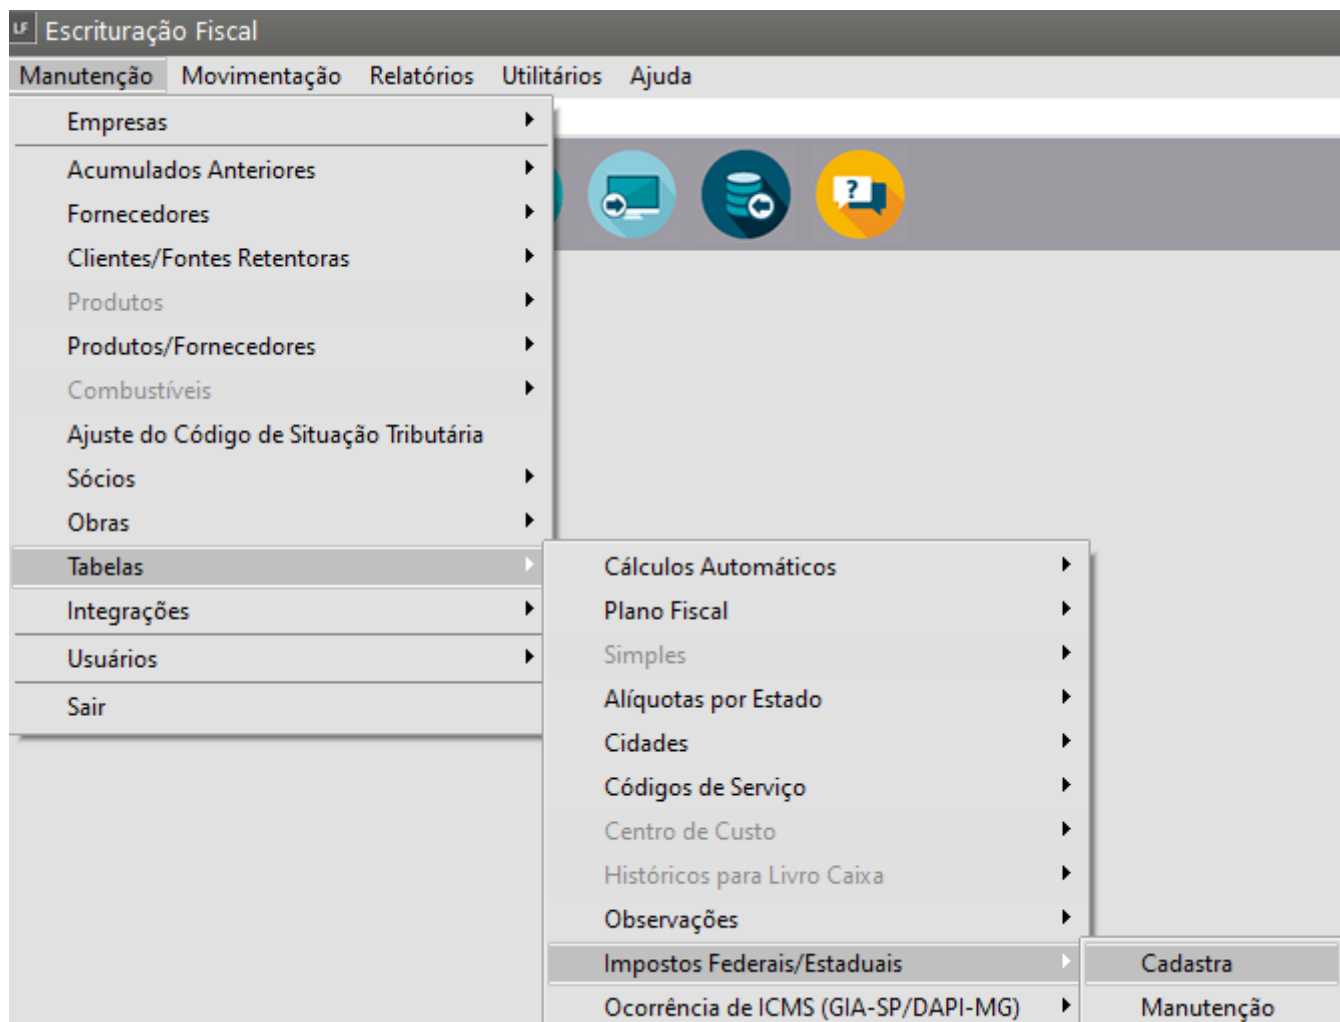 LF Escrituração Fiscal
Manutenção Movimentação Relatórios Utilitários Ajuda
Empresas
Acumulados Anteriores
Fornecedores
?
Clientes/Fontes Retentoras
Produtos
Produtos/Fornecedores
Combustíveis
Ajuste do Código de Situação Tributária
Sócios
Obras
Tabelas
Integrações
Usuários
Sair
Cálculos Automáticos
Plano Fiscal
Simples
Alíquotas por Estado
Cidades
Códigos de Serviço
Centro de Custo
Históricos para Livro Caixa
Observações
Impostos Federais/Estaduais
Ocorrência de ICMS (GIA-SP/DAPI-MG)
Cadastra
Manutenção